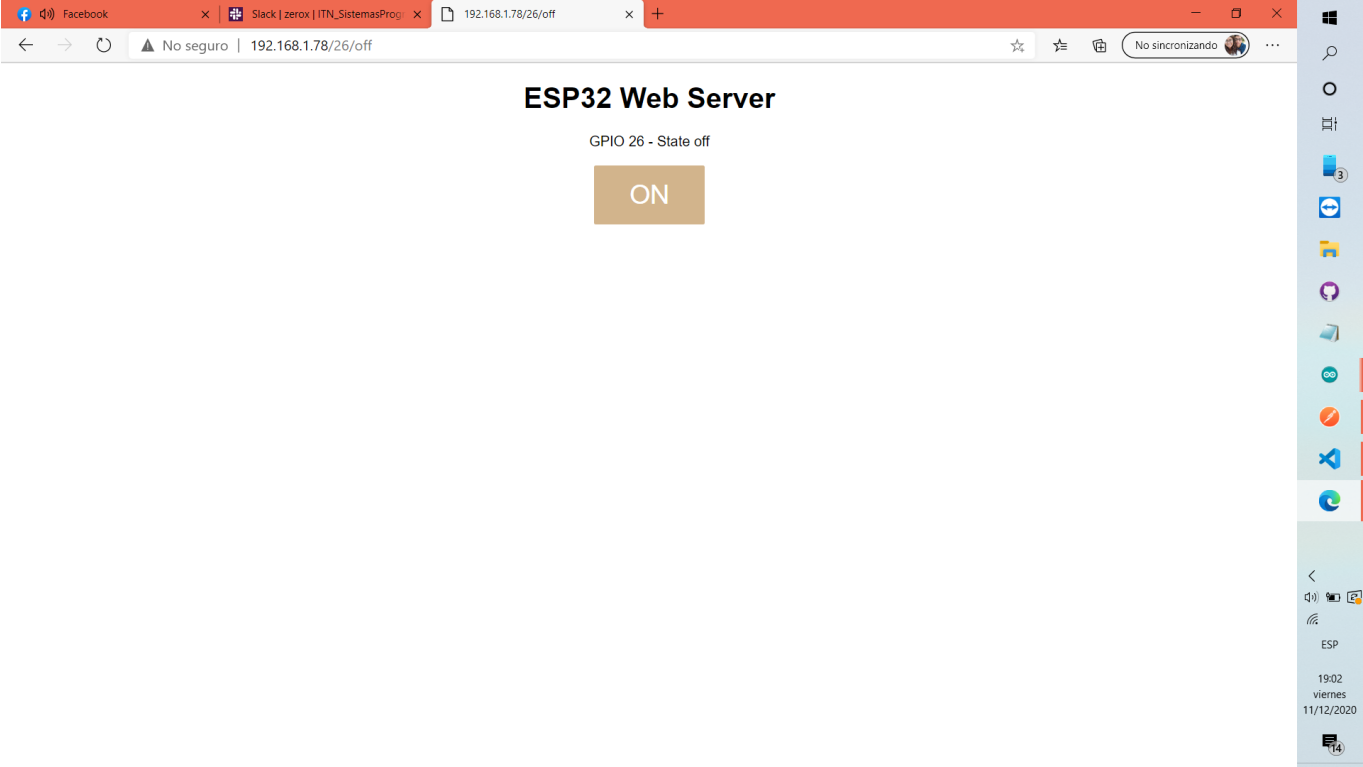 Facebook
Slack | zerox | ITN_SistemasProgr
192.168.1.78/26/off
No seguro | 192.168.1.78/26/off
No sincronizando
ESP32 Web Server
GPIO 26 - State off
ON
3
ESP
19:02
viernes
11/12/2020
14